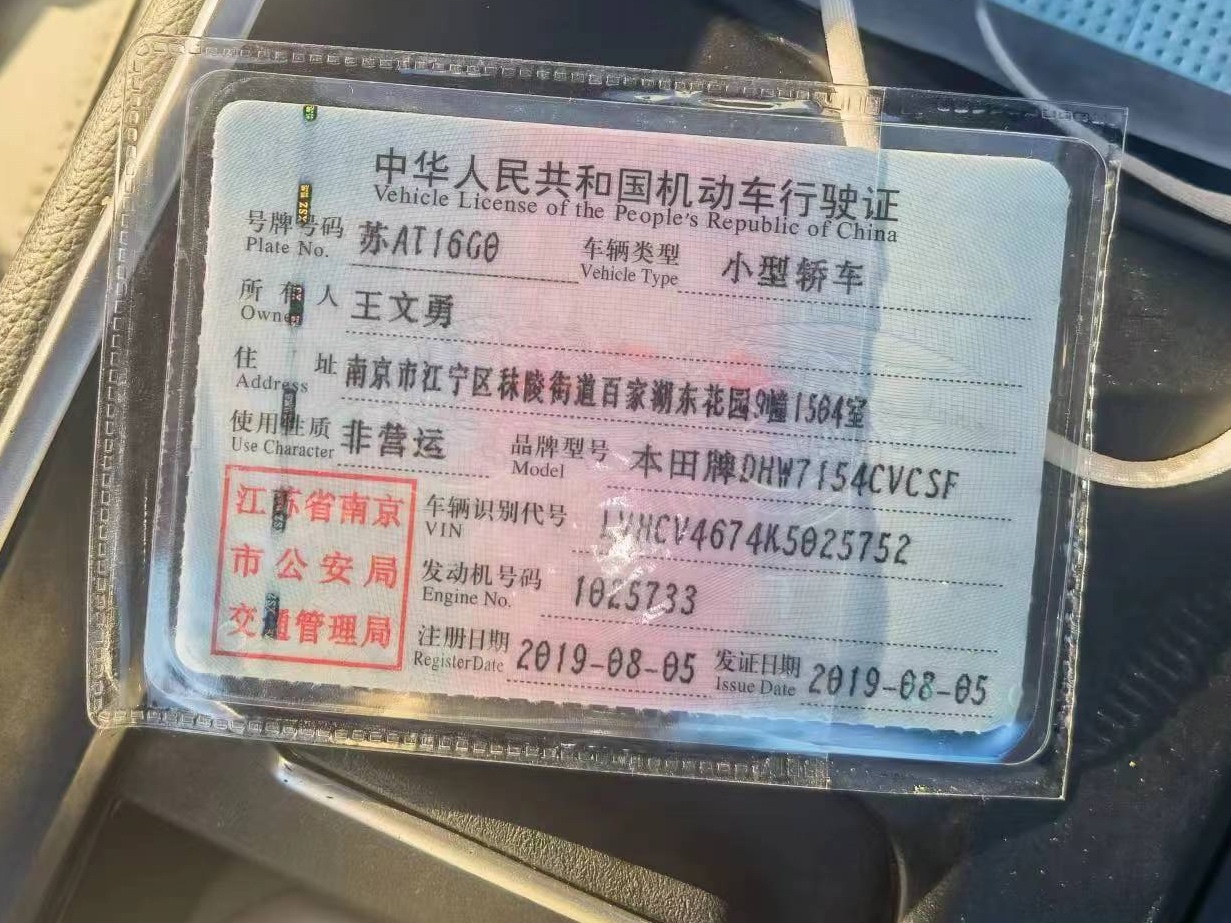 中华人民共和国机动车行驶证
Vehicle License of the People's Republic of China
号牌号码 苏AT16G0 车辆类型 小型轿车
Plate No. Vehicle Type
所有人 王文勇
Owner
住址 南京市江宁区秣陵街道百家湖东花园9幢1504室
Address
使用性质 非营运 品牌型号 本田牌DHW7154CVCSF
Use Character Model
江苏省南京
市公安局
交通管理局
车辆识别代号 LVHCV4674K5025752
VIN
发动机号码 1025733
Engine No.
注册日期 2019-08-05 发证日期 2019-08-05
Register Date Issue Date